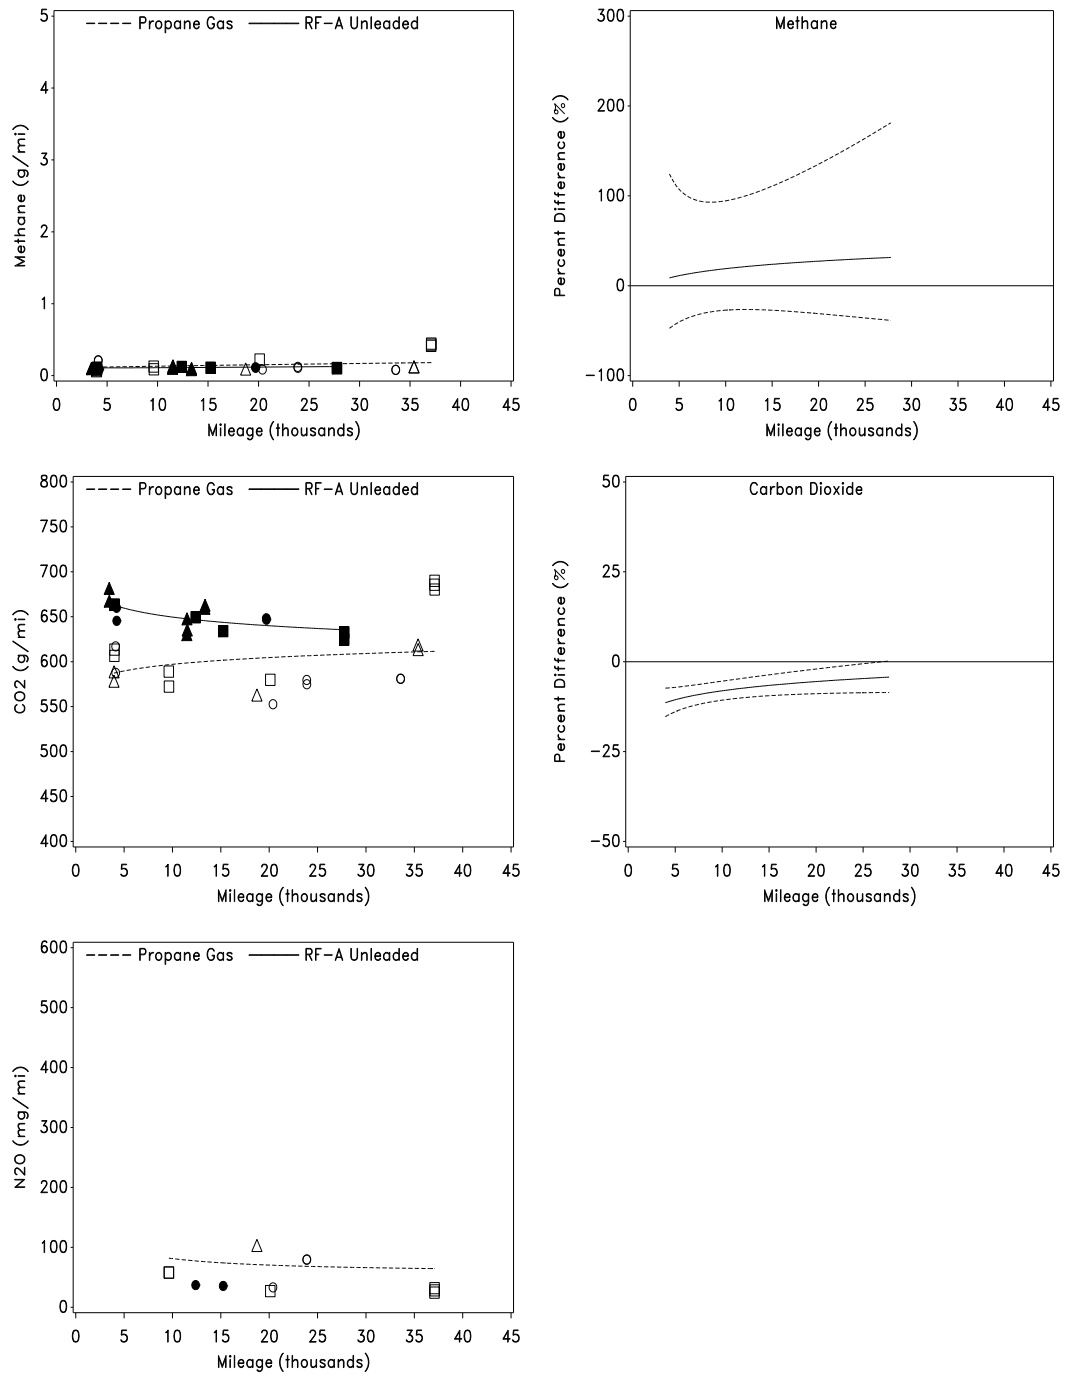 Propane Gas RF-A Unleaded
5
4
3
2
1
0
Methane (g/mi)
0 5 10 15 20 25 30 35 40 45
Mileage (thousands)
Methane
300
200
100
0
-100
Percent Difference (%)
0 5 10 15 20 25 30 35 40 45
Mileage (thousands)
Propane Gas RF-A Unleaded
800
750
700
650
600
550
500
450
400
CO2 (g/mi)
0 5 10 15 20 25 30 35 40 45
Mileage (thousands)
Carbon Dioxide
50
25
0
-25
-50
Percent Difference (%)
0 5 10 15 20 25 30 35 40 45
Mileage (thousands)
Propane Gas RF-A Unleaded
600
500
400
300
200
100
0
N2O (mg/mi)
0 5 10 15 20 25 30 35 40 45
Mileage (thousands)